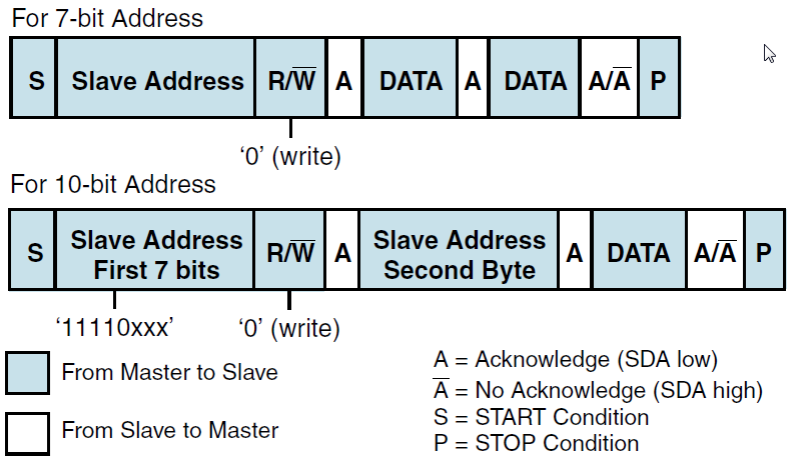 For 7-bit Address
S Slave Address R/W̅ A DATA A DATA A/A̅ P
‘0’ (write)
For 10-bit Address
S Slave Address First 7 bits R/W̅ A Slave Address Second Byte A DATA A/A̅ P
‘11110xxx’ ‘0’ (write)
From Master to Slave
From Slave to Master
A = Acknowledge (SDA low)
A̅ = No Acknowledge (SDA high)
S = START Condition
P = STOP Condition